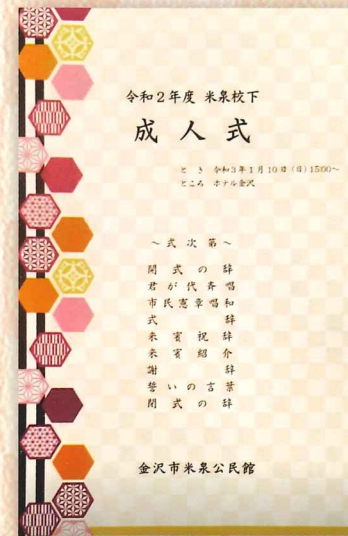 令和2年度 米泉校下
成人式
とき 令和3年1月10日(日)15:00~
ところ ホテル金沢
~式次第~
開式の辞
君が代斉唱
市民憲章唱和
式辞
来賓祝辞
来賓紹介
謝辞
誓いの言葉
閉式の辞
金沢市米泉公民館